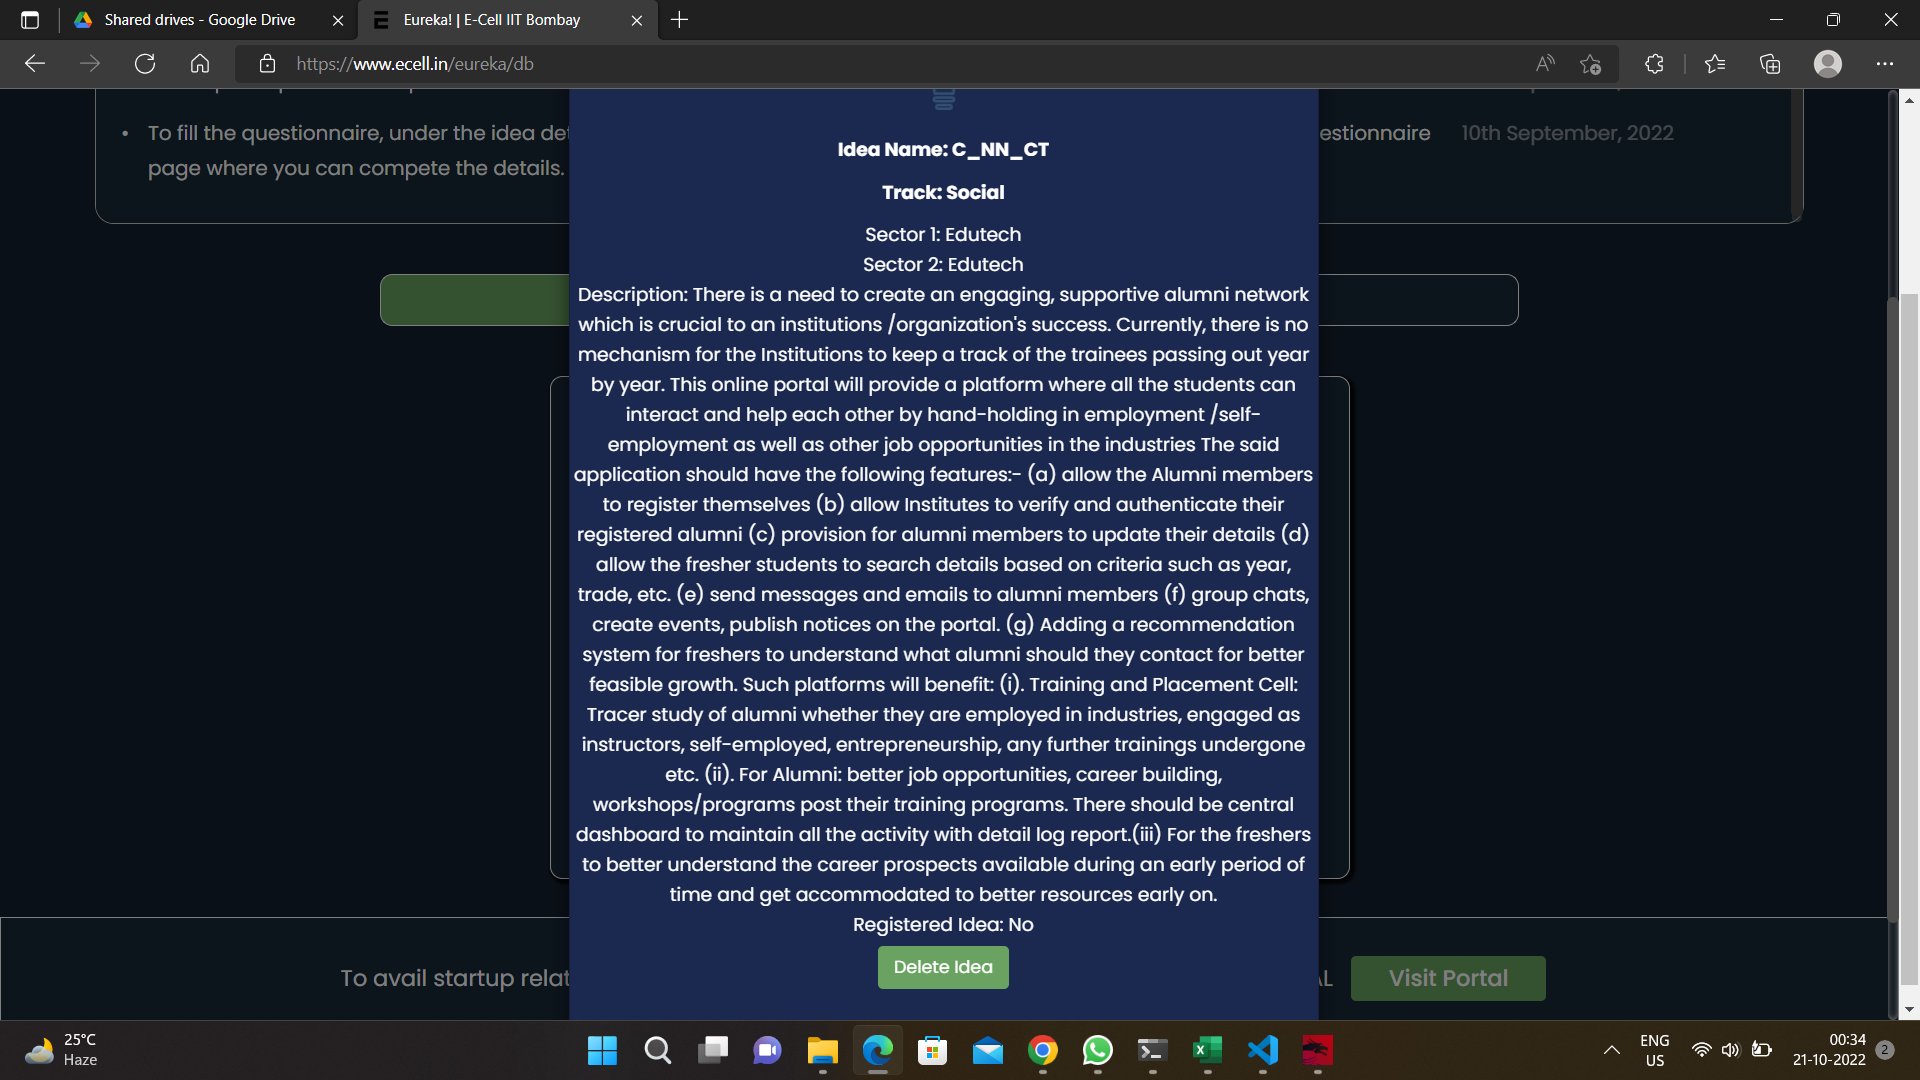 Shared drives - Google Drive
Eureka! | E-Cell IIT Bombay
https://www.ecell.in/eureka/db
• To fill the questionnaire, under the idea
estionnaire
10th September, 2022
page where you can compete the details.
Idea Name: C_NN_CT
Track: Social
Sector 1: Edutech
Sector 2: Edutech
Description: There is a need to create an engaging, supportive alumni network
which is crucial to an institutions /organization's success. Currently, there is no
mechanism for the Institutions to keep a track of the trainees passing out year
by year. This online portal will provide a platform where all the students can
interact and help each other by hand-holding in employment /self-
employment as well as other job opportunities in the industries The said
application should have the following features:- (a) allow the Alumni members
to register themselves (b) allow Institutes to verify and authenticate their
registered alumni (c) provision for alumni members to update their details (d)
allow the fresher students to search details based on criteria such as year,
trade, etc. (e) send messages and emails to alumni members (f) group chats,
create events, publish notices on the portal. (g) Adding a recommendation
system for freshers to understand what alumni should they contact for better
feasible growth. Such platforms will benefit: (i). Training and Placement Cell:
Tracer study of alumni whether they are employed in industries, engaged as
instructors, self-employed, entrepreneurship, any further trainings undergone
etc. (ii). For Alumni: better job opportunities, career building,
workshops/programs post their training programs. There should be central
dashboard to maintain all the activity with detail log report.(iii) For the freshers
to better understand the career prospects available during an early period of
time and get accommodated to better resources early on.
Registered Idea: No
Delete Idea
To avail startup relat
AL
Visit Portal
25°C
Haze
ENG
US
00:34
21-10-2022
2